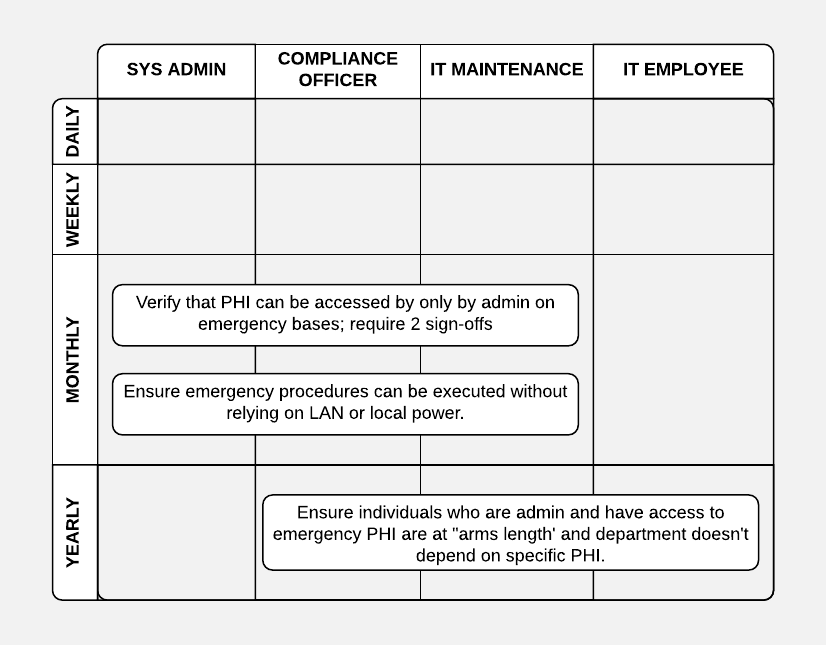 SYS ADMIN
COMPLIANCE
OFFICER
IT MAINTENANCE
IT EMPLOYEE
DAILY
WEEKLY
MONTHLY
Verify that PHI can be accessed by only by admin on
emergency bases; require 2 sign-offs
Ensure emergency procedures can be executed without
relying on LAN or local power.
YEARLY
Ensure individuals who are admin and have access to
emergency PHI are at "arms length' and department doesn't
depend on specific PHI.